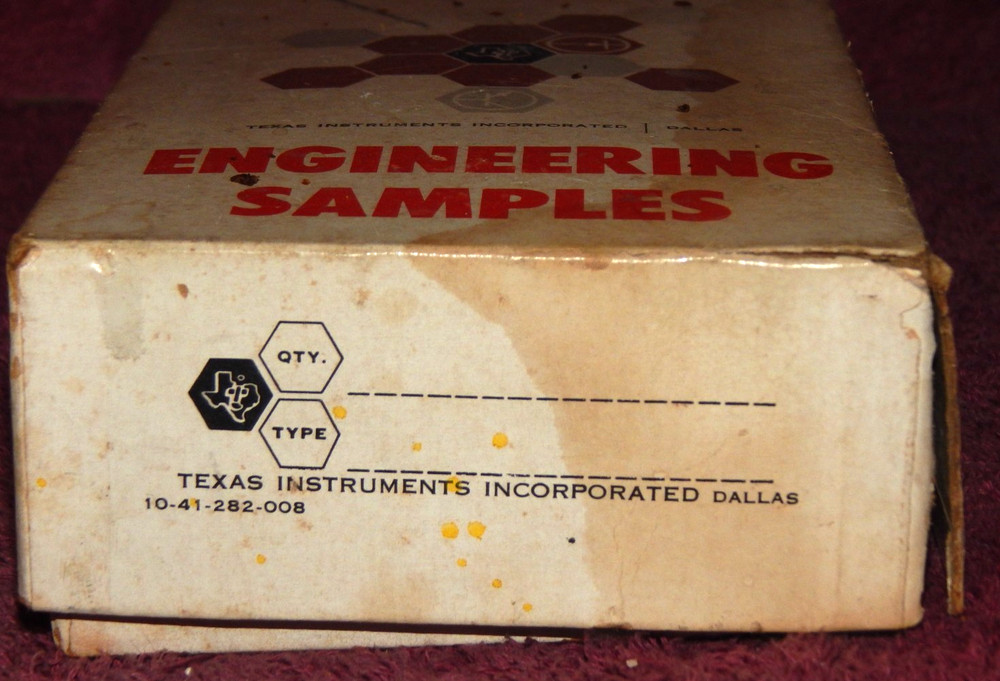 TEXAS INSTRUMENTS INCORPORATED | DALLAS
ENGINEERING
SAMPLES
QTY.
TYPE
TEXAS INSTRUMENTS INCORPORATED DALLAS
10-41-282-008